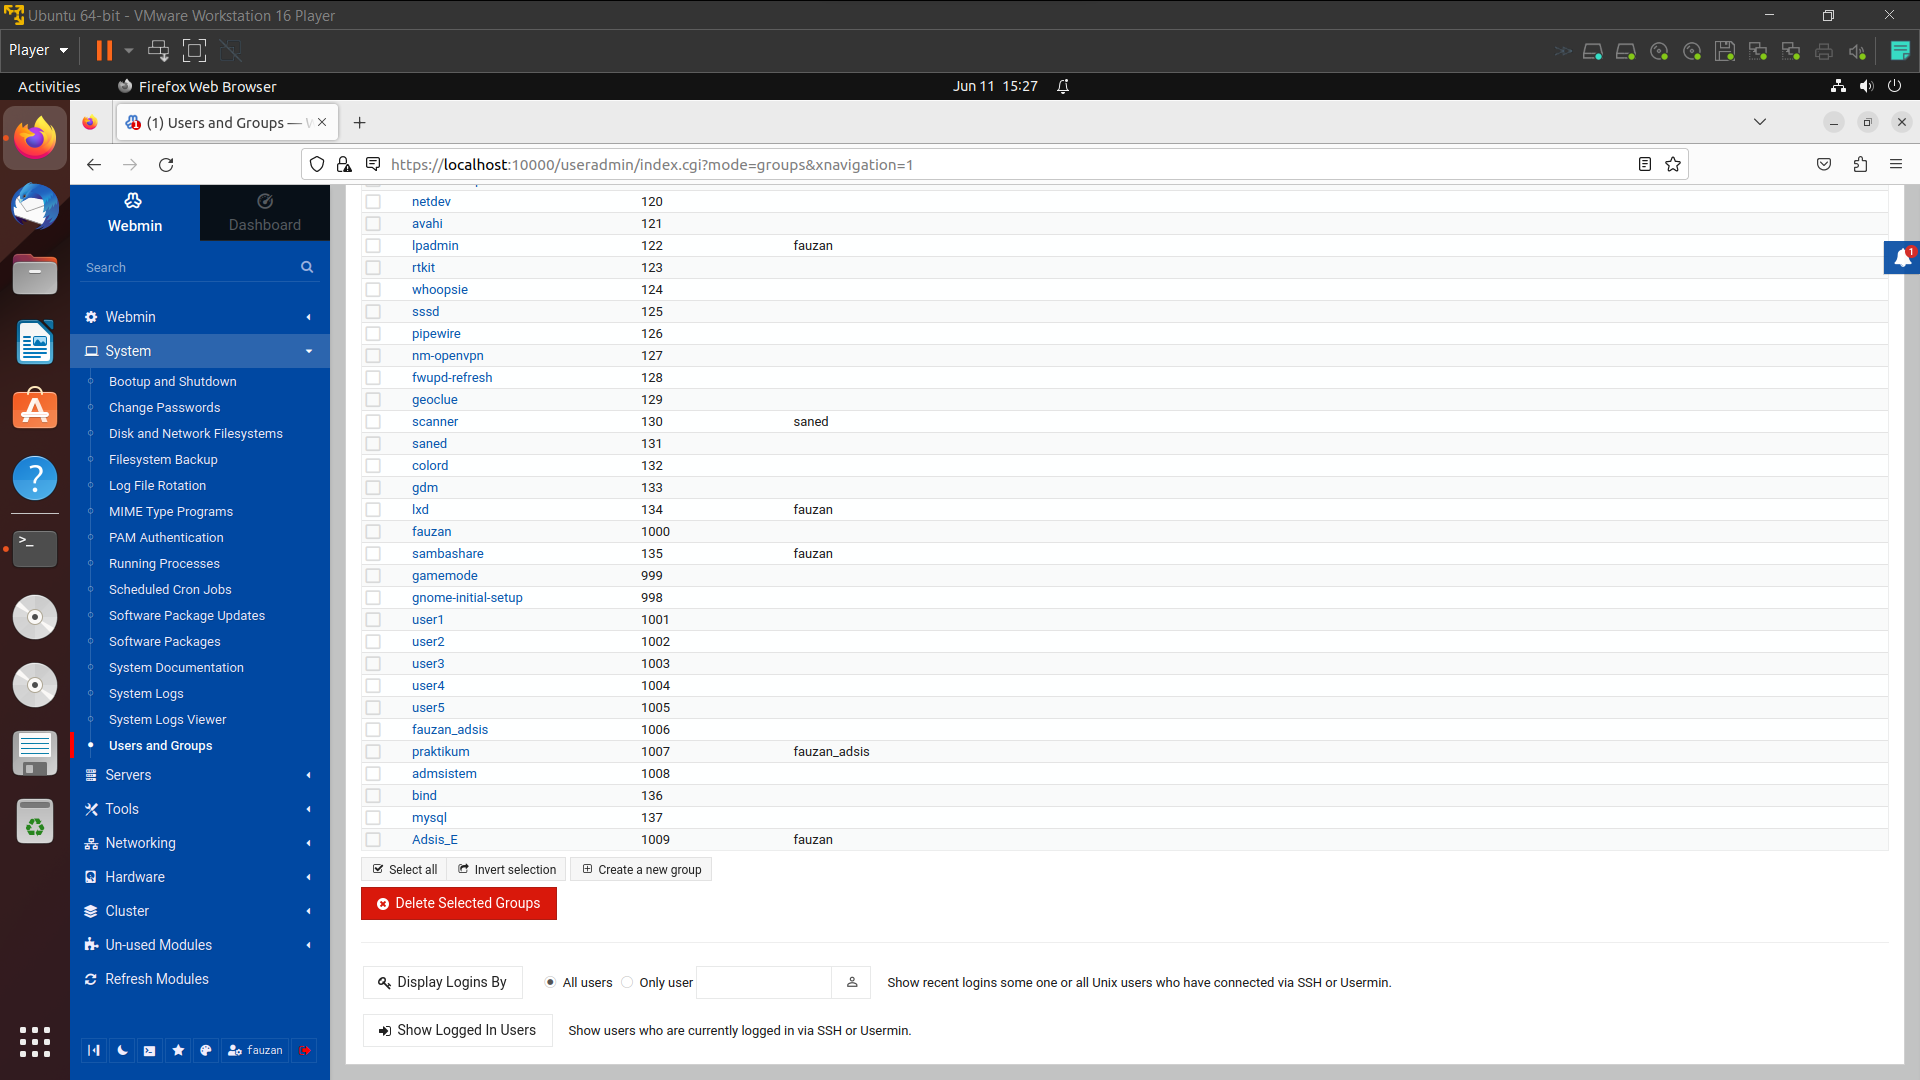 Ubuntu 64-bit - VMware Workstation 16 Player
Player
Activities
Firefox Web Browser
Jun 11 15:27
(1) Users and Groups —
https://localhost:10000/useradmin/index.cgi?mode=groups&xnavigation=1
Webmin
Dashboard
Search
Webmin
System
Bootup and Shutdown
Change Passwords
Disk and Network Filesystems
Filesystem Backup
Log File Rotation
MIME Type Programs
PAM Authentication
Running Processes
Scheduled Cron Jobs
Software Package Updates
Software Packages
System Documentation
System Logs
System Logs Viewer
Users and Groups
Servers
Tools
Networking
Hardware
Cluster
Un-used Modules
Refresh Modules
fauzan
netdev 120
avahi 121
lpadmin 122 fauzan
rtkit 123
whoopsie 124
sssd 125
pipewire 126
nm-openvpn 127
fwupd-refresh 128
geoclue 129
scanner 130 saned
saned 131
colord 132
gdm 133
lxd 134 fauzan
fauzan 1000
sambashare 135 fauzan
gamemode 999
gnome-initial-setup 998
user1 1001
user2 1002
user3 1003
user4 1004
user5 1005
fauzan_adsis 1006
praktikum 1007 fauzan_adsis
admsistem 1008
bind 136
mysql 137
Adsis_E 1009 fauzan
Select all
Invert selection
Create a new group
Delete Selected Groups
Display Logins By
All users
Only user
Show recent logins some one or all Unix users who have connected via SSH or Usermin.
Show Logged In Users
Show users who are currently logged in via SSH or Usermin.
1